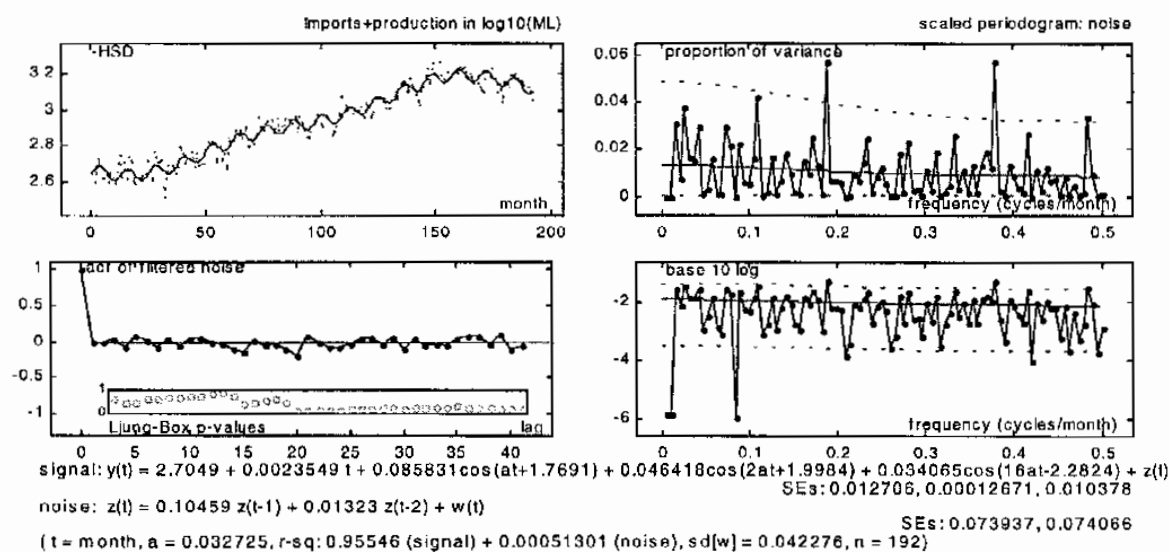 Imports+production in log10(ML)
-HSD
3.2
3
2.8
2.6
month
0 50 100 150 200
scaled periodogram: noise
proportion of variance
0.06
0.04
0.02
0
frequency (cycles/month)
0 0.1 0.2 0.3 0.4 0.5
acf of filtered noise
1
0.5
0
-0.5
-1
1
0
Ljung-Box p-values
lag
0 5 10 15 20 25 30 35 40
base 10 log
-2
-4
-6
frequency (cycles/month)
0 0.1 0.2 0.3 0.4 0.5
signal: y(t) = 2.7049 + 0.0023549 t + 0.085831cos(at+1.7691) + 0.046418cos(2at+1.9984) + 0.034065cos(16at-2.2824) + z(t)
SEs: 0.012706, 0.00012671, 0.010378
noise: z(t) = 0.10459 z(t-1) + 0.01323 z(t-2) + w(t)
SEs: 0.073937, 0.074066
( t = month, a = 0.032725, r-sq: 0.95546 (signal) + 0.00051301 (noise), sd[w] = 0.042276, n = 192)